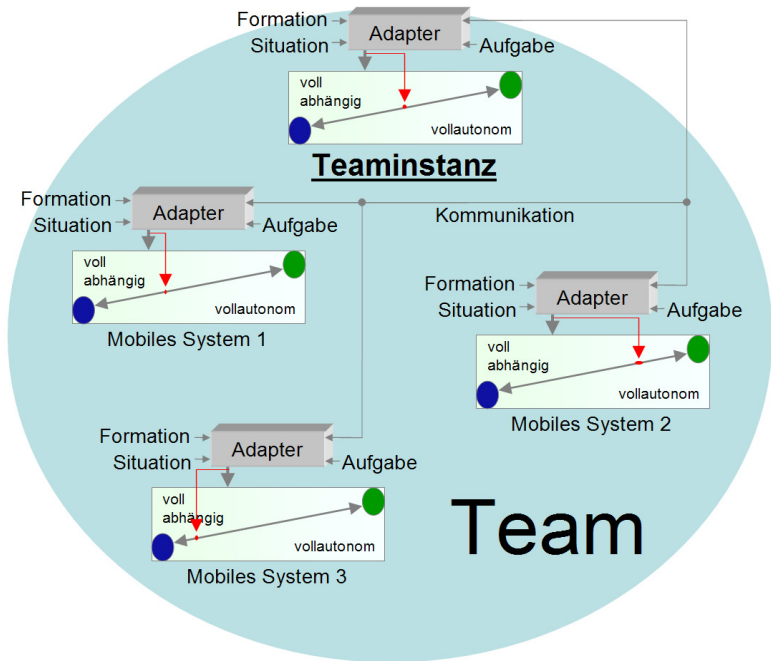 Formation
Situation
Adapter
Aufgabe
voll
abhängig
vollautonom
Teaminstanz
Formation
Situation
Adapter
Aufgabe
voll
abhängig
vollautonom
Mobiles System 1
Kommunikation
Formation
Situation
Adapter
Aufgabe
voll
abhängig
vollautonom
Mobiles System 2
Formation
Situation
Adapter
Aufgabe
voll
abhängig
vollautonom
Mobiles System 3
Team